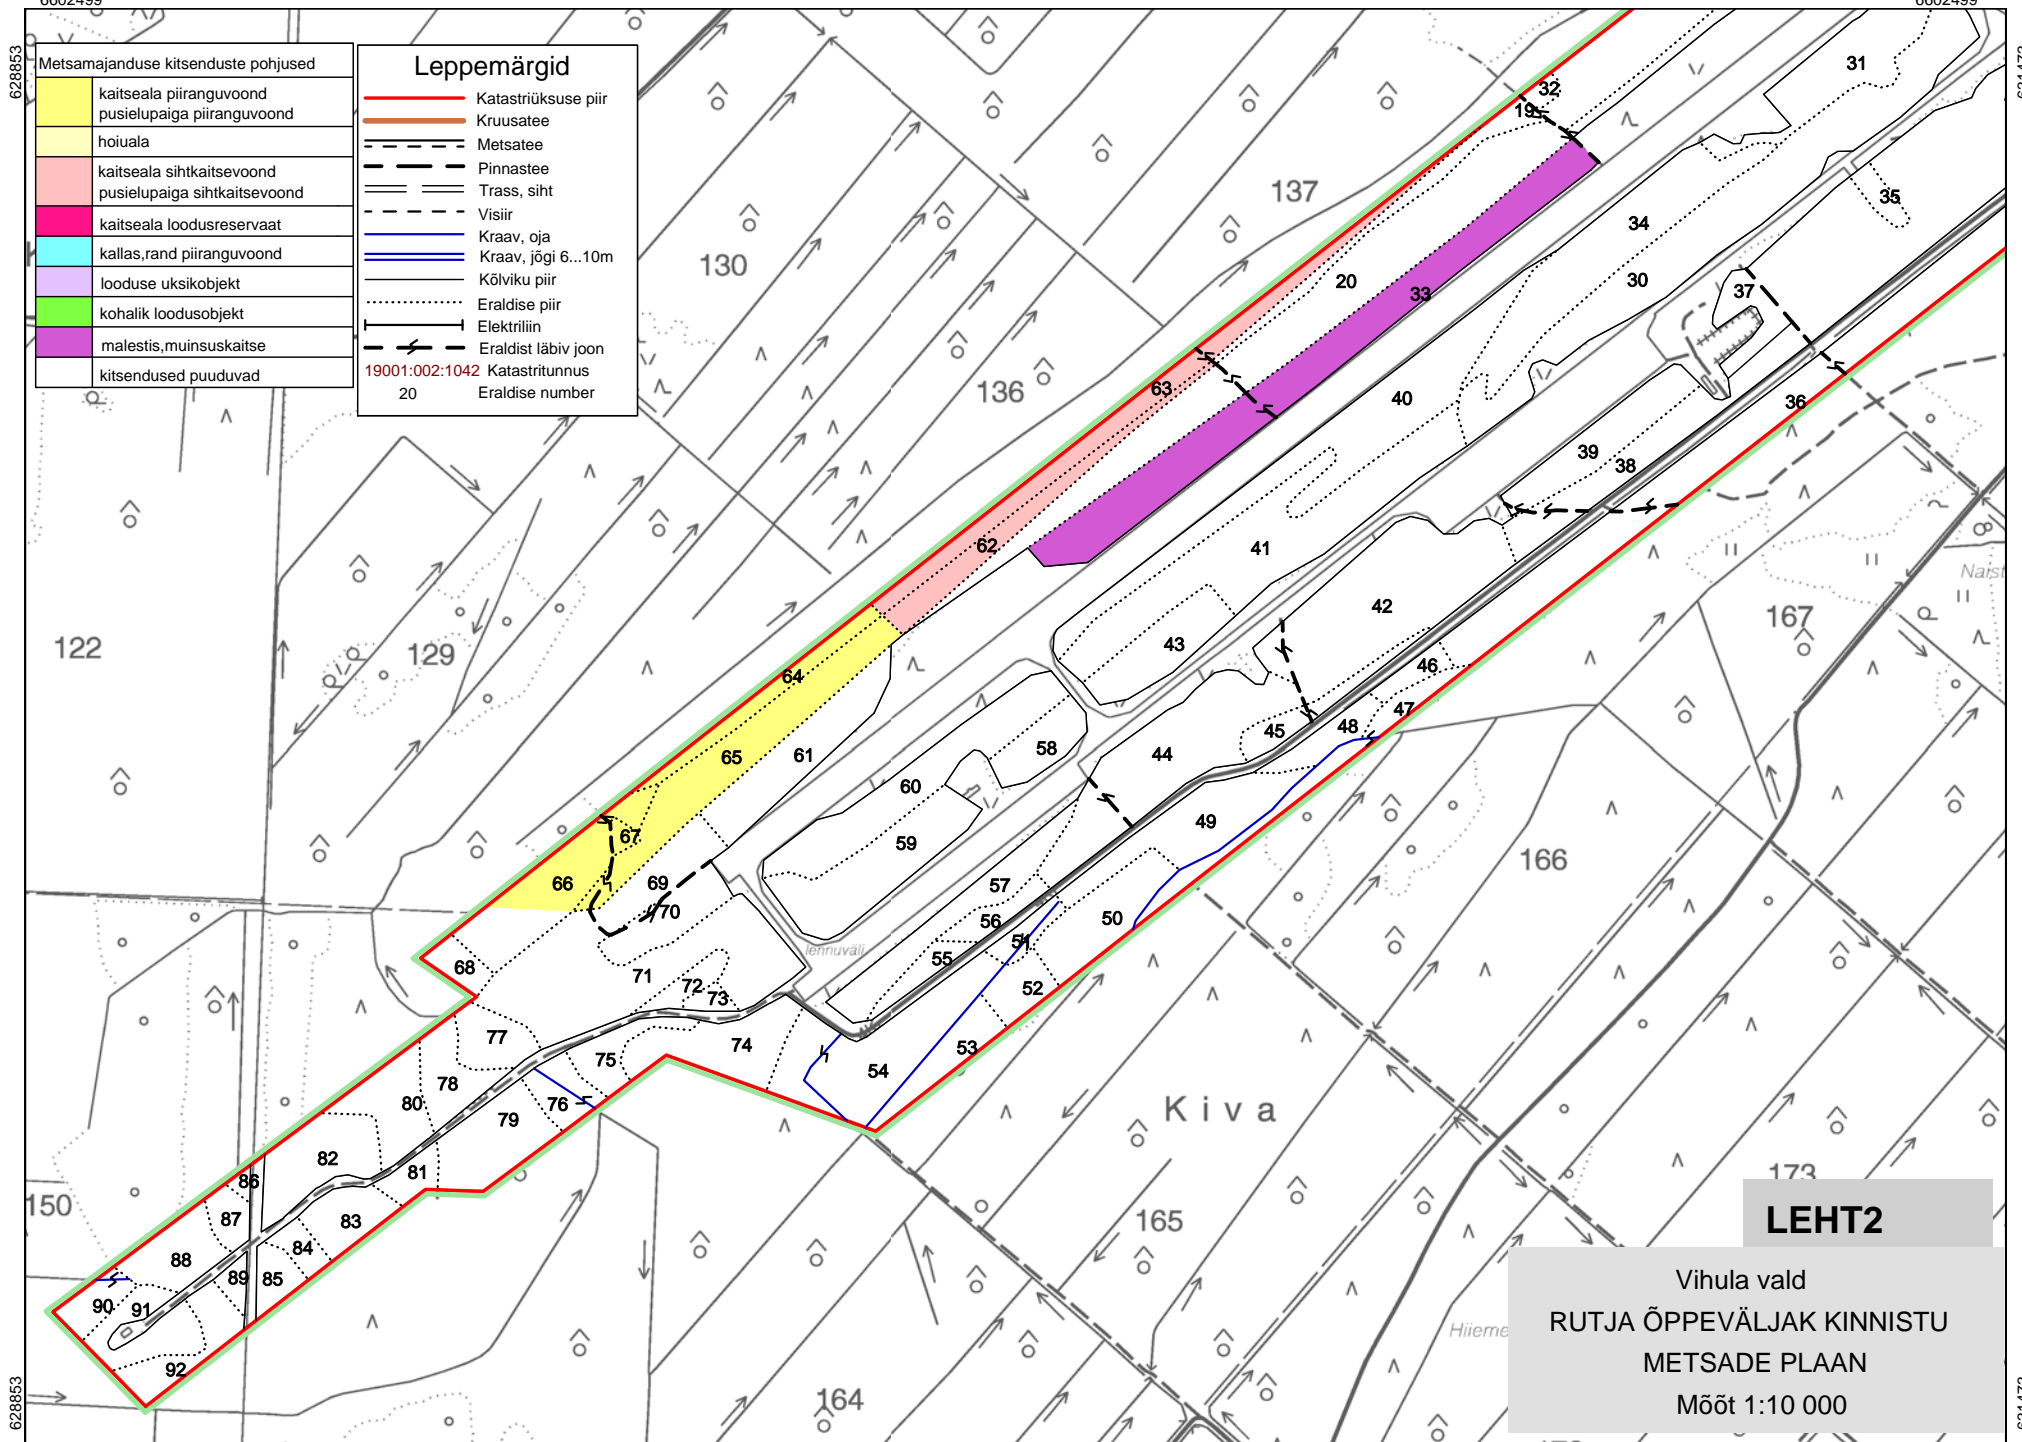 6602499
6602499
628853
Metsamajanduse kitsenduste pohjused
kaitseala piiranguvoond
pusielupaiga piiranguvoond
hoiuala
kaitseala sihtkaitsevoond
pusielupaiga sihtkaitsevoond
kaitseala loodusreservaat
kallas,rand piiranguvoond
looduse uksikobjekt
kohalik loodusobjekt
malestis,muinsuskaitse
kitsendused puuduvad
Leppemärgid
Katastriüksuse piir
Kruusatee
Metsatee
Pinnastee
Trass, siht
Visiir
Kraav, oja
Kraav, jõgi 6...10m
Kõlviku piir
Eraldise piir
Elektriliin
Eraldist läbiv joon
19001:002:1042 Katastritunnus
20 Eraldise number
31
32
19
137
35
34
130
20
30
33
37
63
136
40
36
39
38
62
41
42
Naist
167
122
129
43
46
64
47
45
48
44
58
65
61
60
49
67
59
166
66
69
57
70
56
50
51
lennuväli
55
68
71
72
73
52
77
74
53
75
54
78
80
76
79
Kiva
82
81
86
173
150
87
83
165
LEHT2
84
88
89
85
Vihula vald
90
91
RUTJA ÕPPEVÄLJAK KINNISTU
Hiieme
METSADE PLAAN
92
164
Mõõt 1:10 000
628853